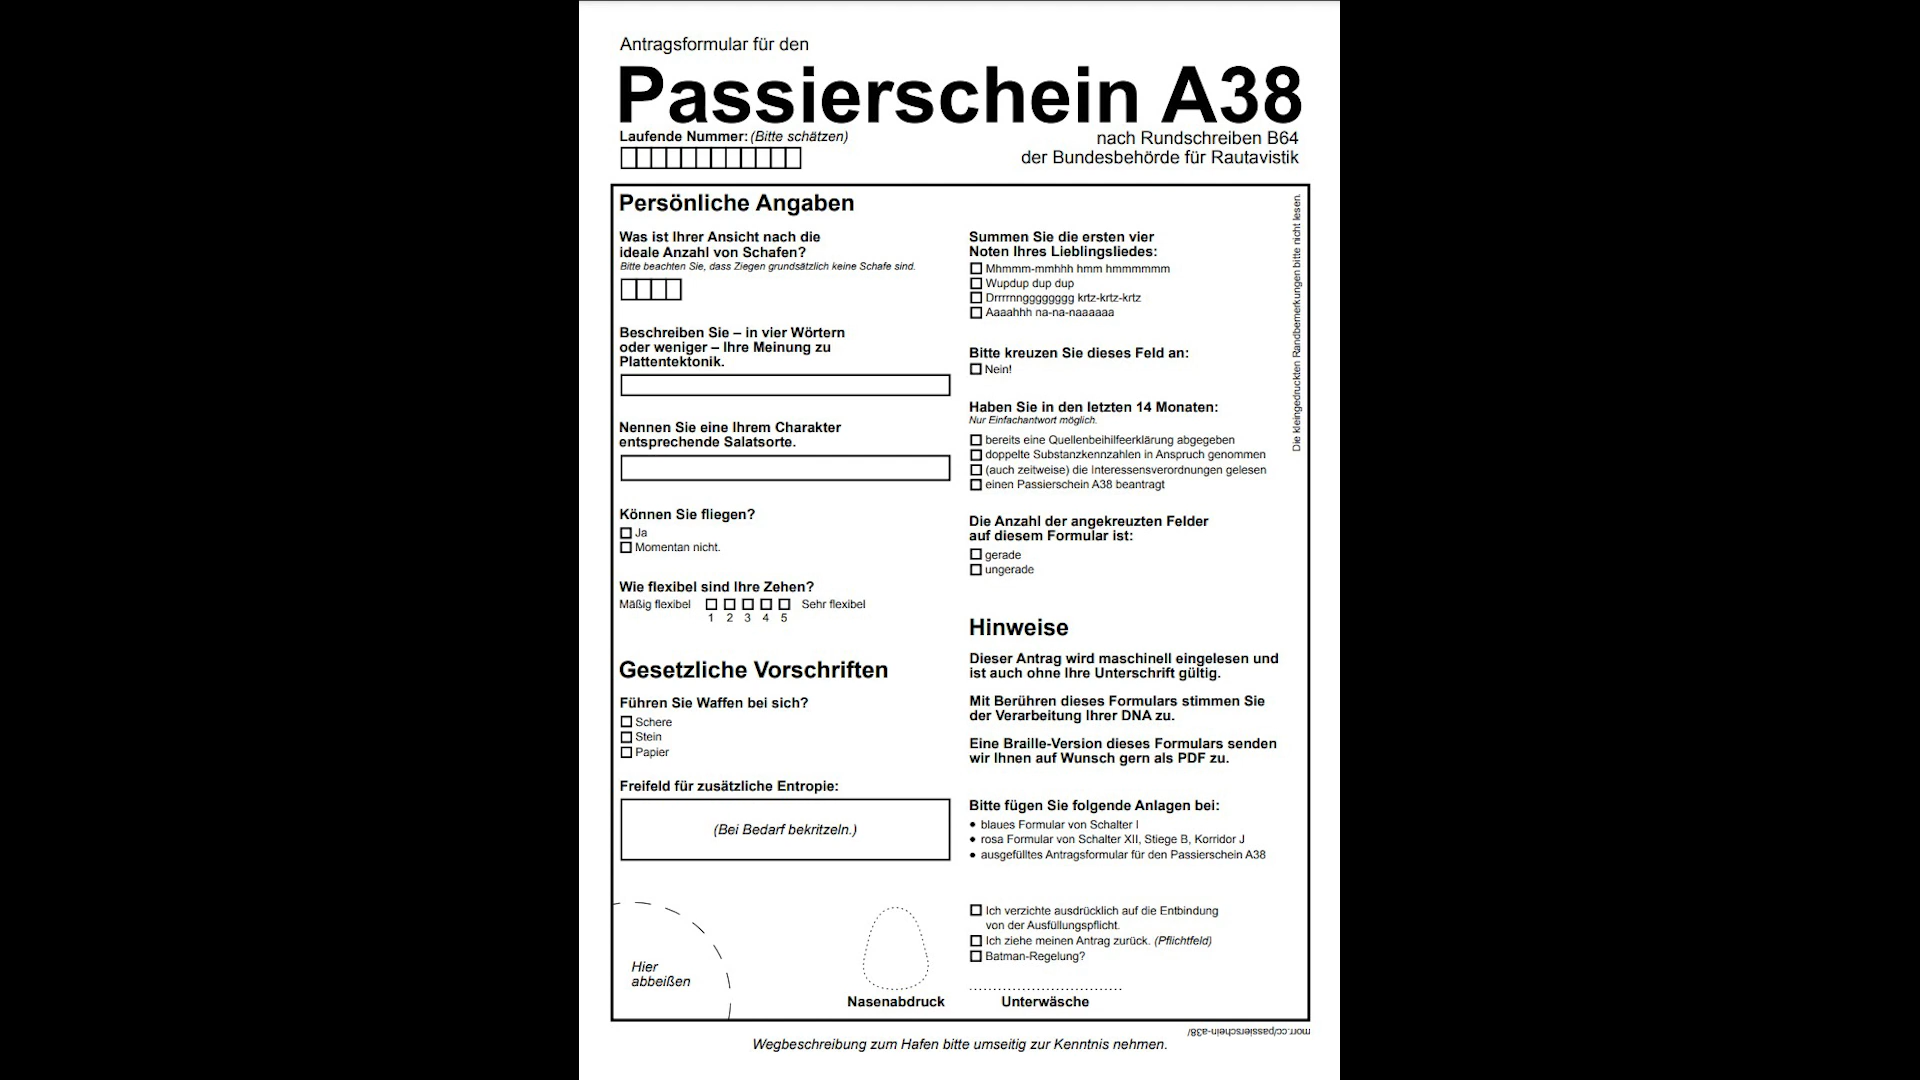 Antragsformular für den
Passierschein A38
Laufende Nummer: (Bitte schätzen)
nach Rundschreiben B64
der Bundesbehörde für Rautavistik
Persönliche Angaben
Was ist Ihrer Ansicht nach die
ideale Anzahl von Schafen?
Bitte beachten Sie, dass Ziegen grundsätzlich keine Schafe sind.
Beschreiben Sie – in vier Wörtern
oder weniger – Ihre Meinung zu
Plattentektonik.
Nennen Sie eine Ihrem Charakter
entsprechende Salatsorte.
Können Sie fliegen?
Ja
Momentan nicht.
Wie flexibel sind Ihre Zehen?
Mäßig flexibel Sehr flexibel
1 2 3 4 5
Gesetzliche Vorschriften
Führen Sie Waffen bei sich?
Schere
Stein
Papier
Freifeld für zusätzliche Entropie:
(Bei Bedarf bekritzeln.)
Hier
abbeißen
Nasenabdruck
Summen Sie die ersten vier
Noten Ihres Lieblingsliedes:
Mhmmm-mmhhh hmm hmmmmmm
Wupdup dup dup
Drrrrnngggggggg krtz-krtz-krtz
Aaaahhh na-na-naaaaaa
Bitte kreuzen Sie dieses Feld an:
Nein!
Haben Sie in den letzten 14 Monaten:
Nur Einfachantwort möglich.
bereits eine Quellenbeihilfeerklärung abgegeben
doppelte Substanzkennzahlen in Anspruch genommen
(auch zeitweise) die Interessensverordnungen gelesen
einen Passierschein A38 beantragt
Die Anzahl der angekreuzten Felder
auf diesem Formular ist:
gerade
ungerade
Hinweise
Dieser Antrag wird maschinell eingelesen und
ist auch ohne Ihre Unterschrift gültig.
Mit Berühren dieses Formulars stimmen Sie
der Verarbeitung Ihrer DNA zu.
Eine Braille-Version dieses Formulars senden
wir Ihnen auf Wunsch gern als PDF zu.
Bitte fügen Sie folgende Anlagen bei:
• blaues Formular von Schalter I
• rosa Formular von Schalter XII, Stiege B, Korridor J
• ausgefülltes Antragsformular für den Passierschein A38
Ich verzichte ausdrücklich auf die Entbindung
von der Ausfüllungspflicht.
Ich ziehe meinen Antrag zurück. (Pflichtfeld)
Batman-Regelung?
Unterwäsche
Die kleingedruckten Randbemerkungen bitte nicht lesen.
morr.cc/passierschein-a38/
Wegbeschreibung zum Hafen bitte umseitig zur Kenntnis nehmen.